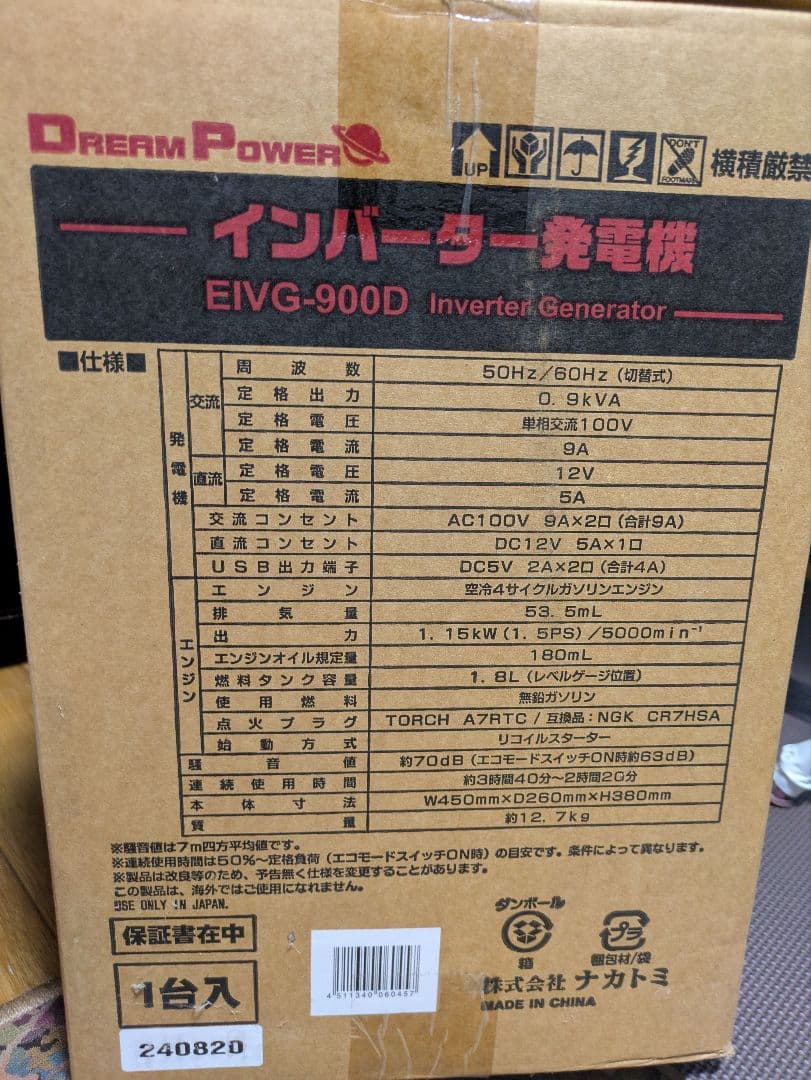 DREAM POWER
UP
DON'T
FOOTMARK
横積厳禁
インバーター発電機
EIVG-900D Inverter Generator
■仕様■
発電機
交流
周波数 50Hz/60Hz(切替式)
定格出力 0.9kVA
定格電圧 単相交流100V
定格電流 9A
直流
定格電圧 12V
定格電流 5A
交流コンセント AC100V 9A×2口(合計9A)
直流コンセント DC12V 5A×1口
USB出力端子 DC5V 2A×2口(合計4A)
エンジン
エンジン 空冷4サイクルガソリンエンジン
排気量 53.5mL
出力 1.15kW(1.5PS)/5000min⁻¹
エンジンオイル規定量 180mL
燃料タンク容量 1.8L(レベルゲージ位置)
使用燃料 無鉛ガソリン
点火プラグ TORCH A7RTC/互換品:NGK CR7HSA
始動方式 リコイルスターター
騒音値 約70dB(エコモードスイッチON時約63dB)
連続使用時間 約3時間40分~2時間20分
本体寸法 W450mm×D260mm×H380mm
質量 約12.7kg
※騒音値は7m四方平均値です。
※連続使用時間は50%~定格負荷(エコモードスイッチON時)の目安です。条件によって異なります。
※製品は改良等のため、予告無く仕様を変更することがあります。
この製品は、海外ではご使用になれません。
USE ONLY IN JAPAN.
保証書在中
1台入
240820
4 511340 060457
ダンボール
箱
プラ
梱包材/袋
株式会社 ナカトミ
MADE IN CHINA